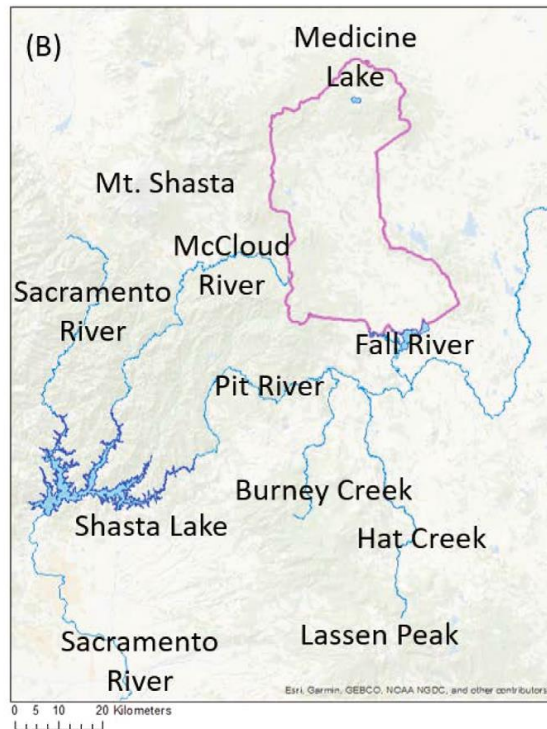 (B)
Medicine
Lake
Mt. Shasta
McCloud
River
Sacramento
River
Fall River
Pit River
Burney Creek
Shasta Lake
Hat Creek
Lassen Peak
Sacramento
River
Esri, Garmin, GEBCO, NOAA NGDC, and other contributors
0 5 10 20 Kilometers